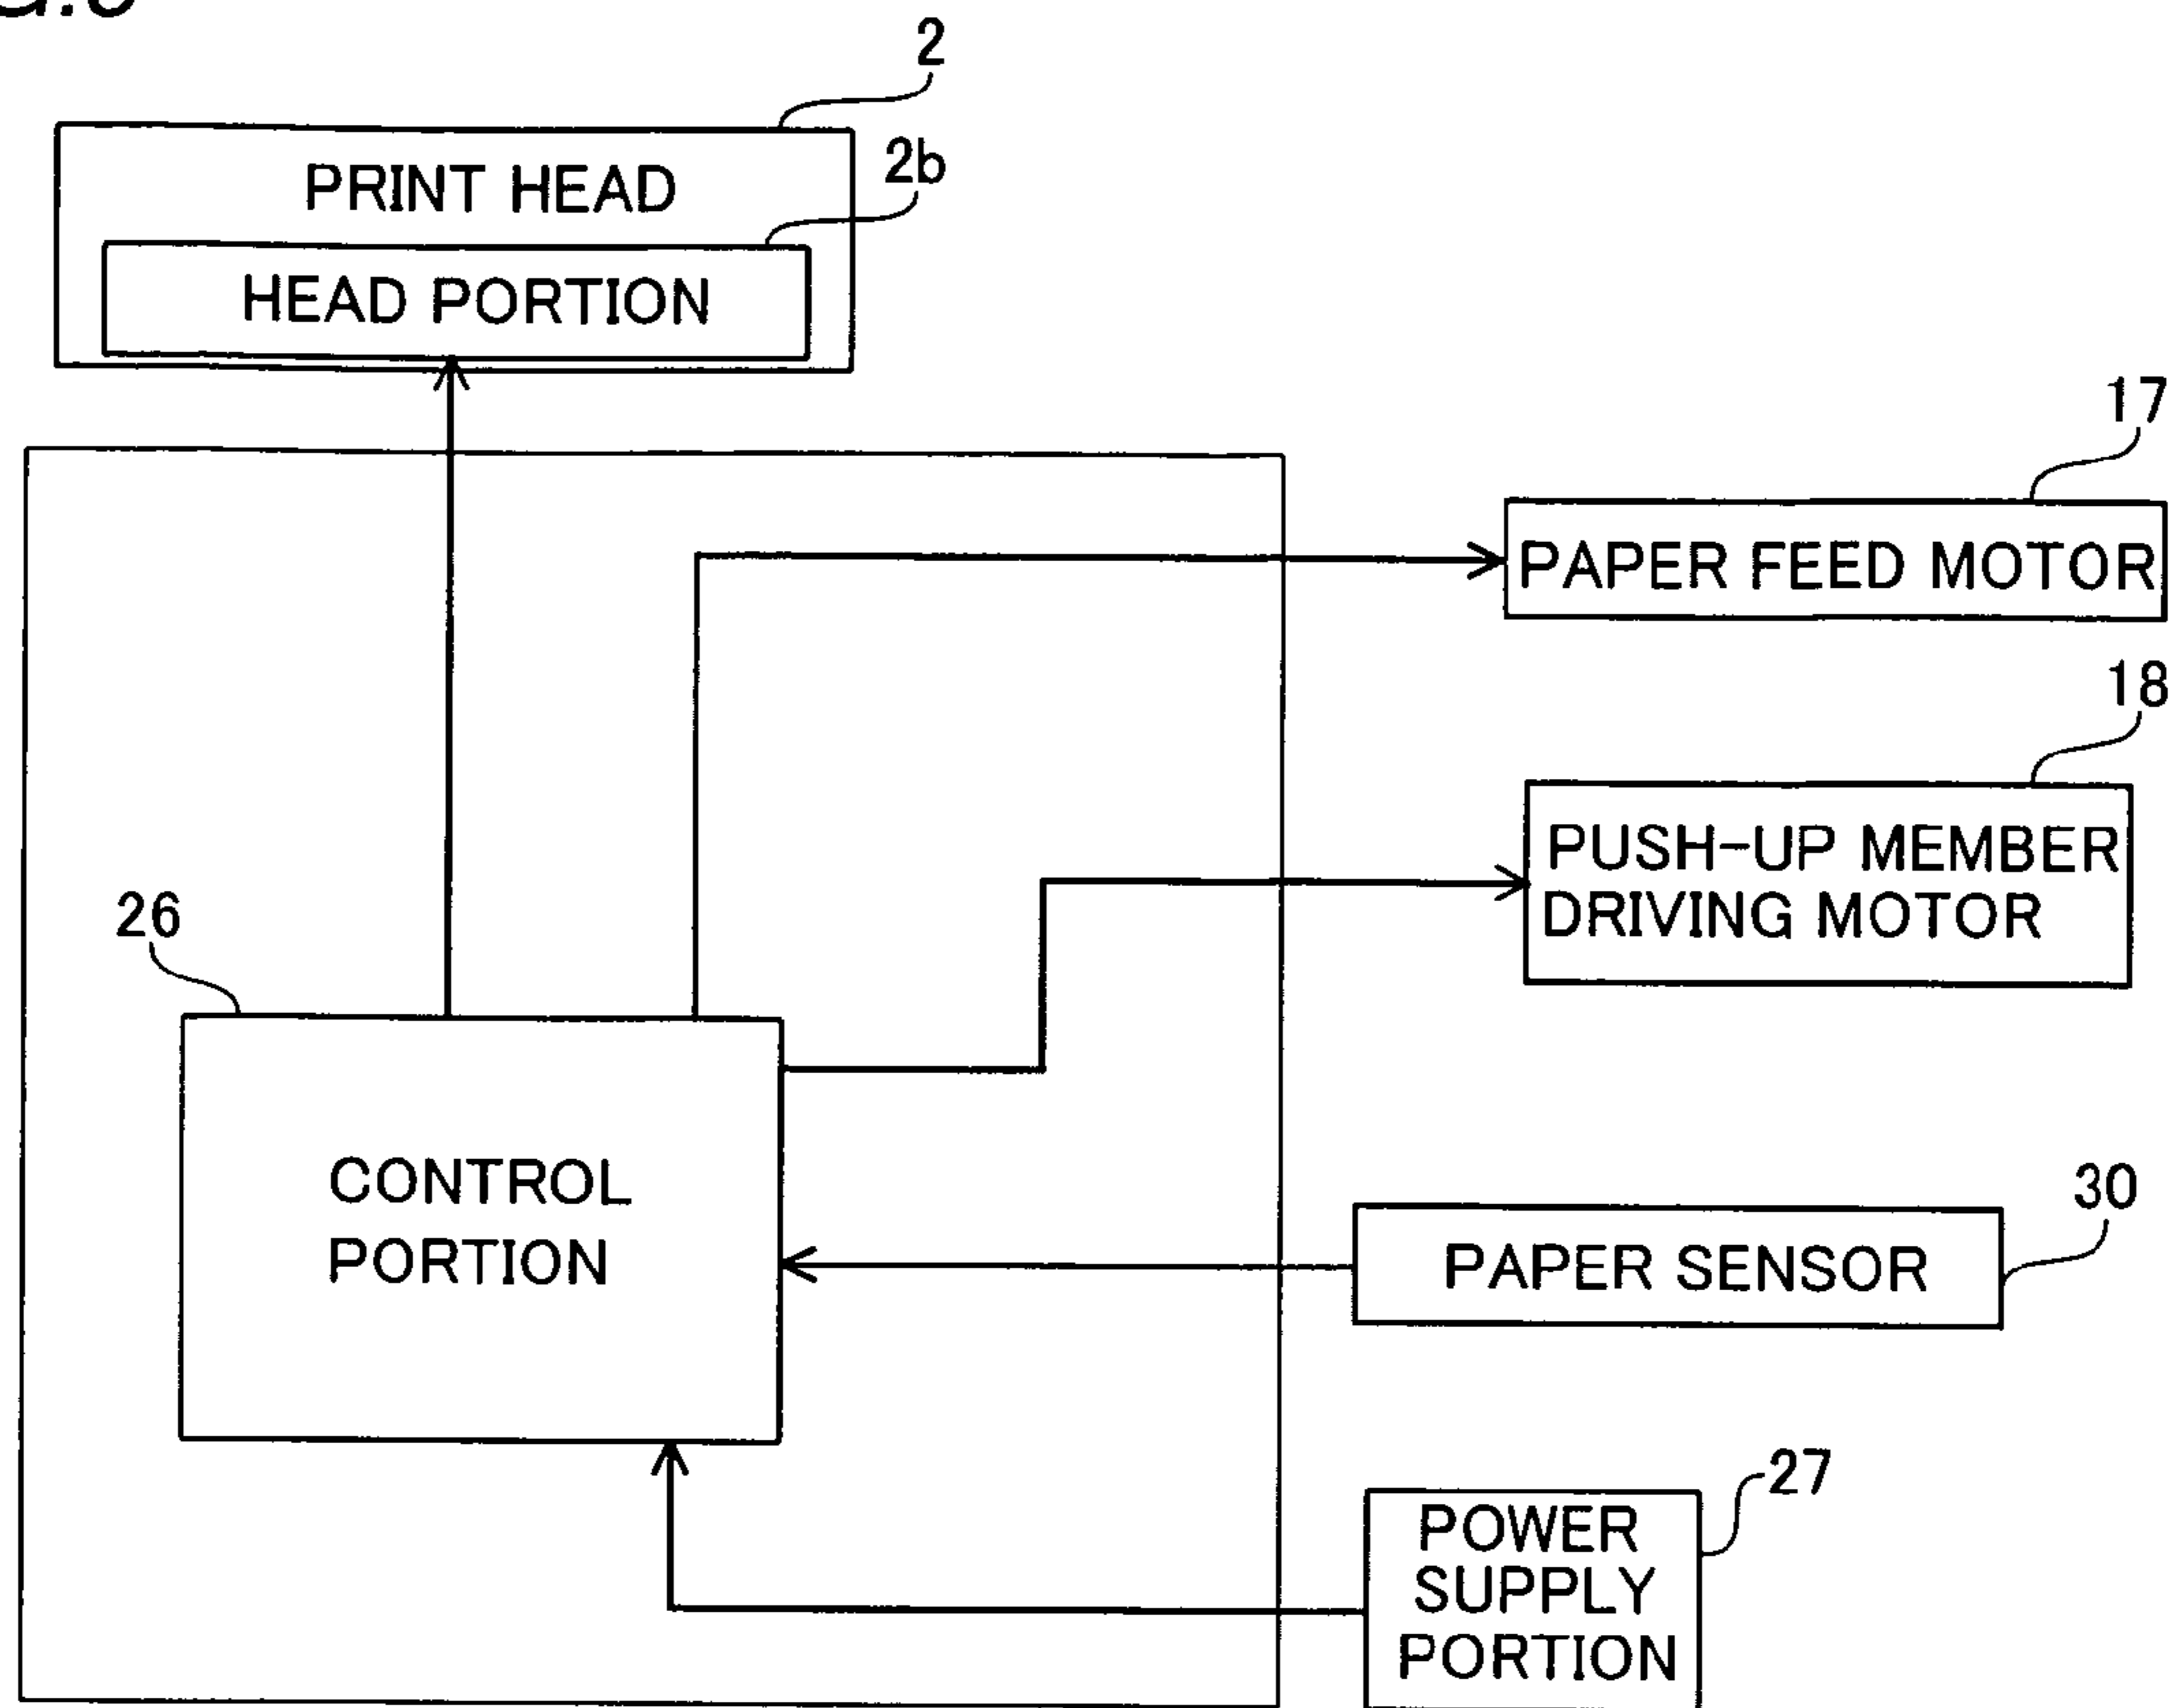 2
PRINT HEAD
2b
HEAD PORTION
17
PAPER FEED MOTOR
18
PUSH-UP MEMBER
DRIVING MOTOR
26
CONTROL
PORTION
30
PAPER SENSOR
27
POWER
SUPPLY
PORTION